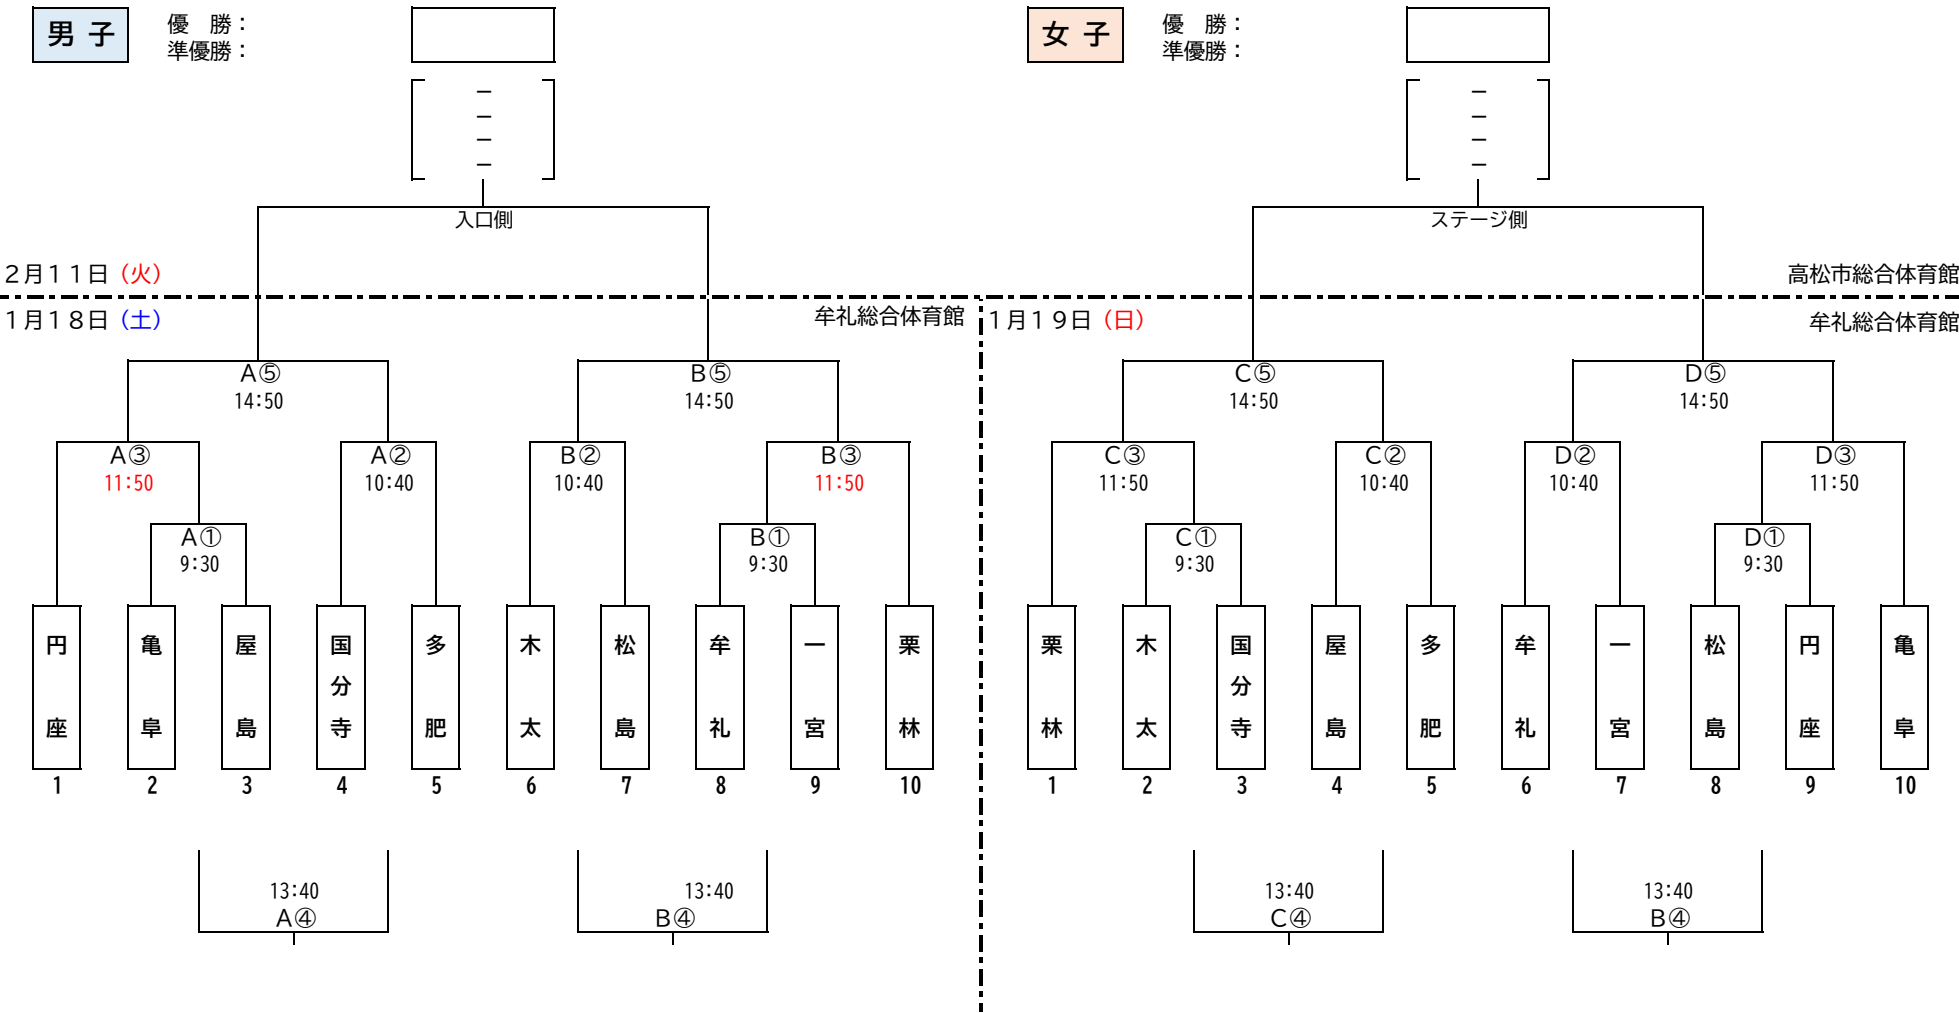 男 子
優　勝：
準優勝：
－
－
－
－
入口側
２月１１日（火）
１月１８日（土）
牟礼総合体育館
Ａ⑤
14:50
Ｂ⑤
14:50
Ａ③
11:50
Ａ②
10:40
Ｂ②
10:40
Ｂ③
11:50
Ａ①
9:30
Ｂ①
9:30
円座
亀阜
屋島
国分寺
多肥
木太
松島
牟礼
一宮
栗林
1 2 3 4 5 6 7 8 9 10
13:40
Ａ④
13:40
Ｂ④
女 子
優　勝：
準優勝：
－
－
－
－
ステージ側
高松市総合体育館
１月１９日（日）
牟礼総合体育館
Ｃ⑤
14:50
Ｄ⑤
14:50
Ｃ③
11:50
Ｃ②
10:40
Ｄ②
10:40
Ｄ③
11:50
Ｃ①
9:30
Ｄ①
9:30
栗林
木太
国分寺
屋島
多肥
牟礼
一宮
松島
円座
亀阜
1 2 3 4 5 6 7 8 9 10
13:40
Ｃ④
13:40
Ｂ④